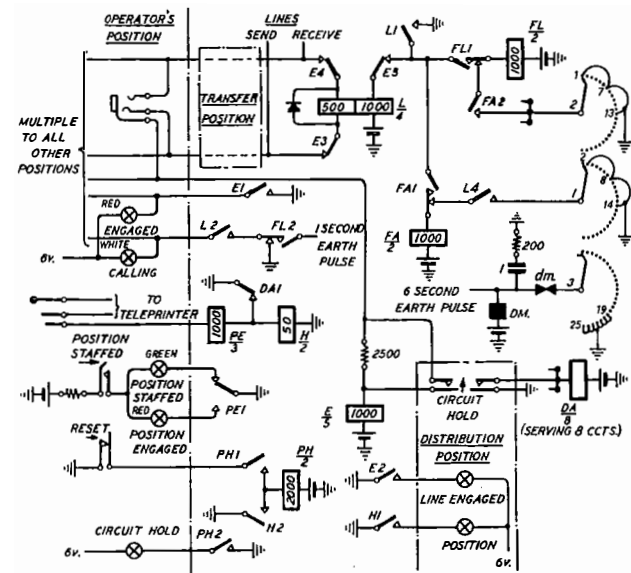 OPERATOR'S
POSITION
LINES
SEND RECEIVE
L1
E4
E5
FL1
FL
2
1000
TRANSFER
POSITION
500 1000
L
4
E3
FA2
1
7
2
13
MULTIPLE
TO ALL
OTHER
POSITIONS
RED
ENGAGED
WHITE
CALLING
6v.
E1
L2
FL2
1 SECOND
EARTH
PULSE
FA1
L4
FA
2
1000
2
8
1
14
200
1
dm.
3
6 SECOND
EARTH PULSE
DM.
19
25
TO
TELEPRINTER
DA1
1000
PE
3
50
H
2
2500
POSITION
STAFFED
GREEN
POSITION
STAFFED
RED
PE1
POSITION
ENGAGED
E
5
1000
CIRCUIT
HOLD
DA
8
(SERVING 8 CCTS.)
DISTRIBUTION
POSITION
RESET
PH1
PH
2
2000
H2
E2
LINE ENGAGED
H1
POSITION
CIRCUIT HOLD
6v.
PH2
6v.